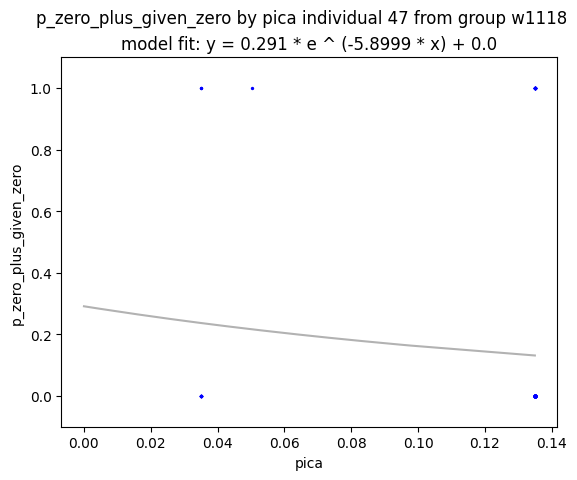 p_zero_plus_given_zero by pica individual 47 from group w1118
model fit: y = 0.291 * e ^ (-5.8999 * x) + 0.0
1.0
0.8
0.6
0.4
0.2
0.0
p_zero_plus_given_zero
0.00 0.02 0.04 0.06 0.08 0.10 0.12 0.14
pica